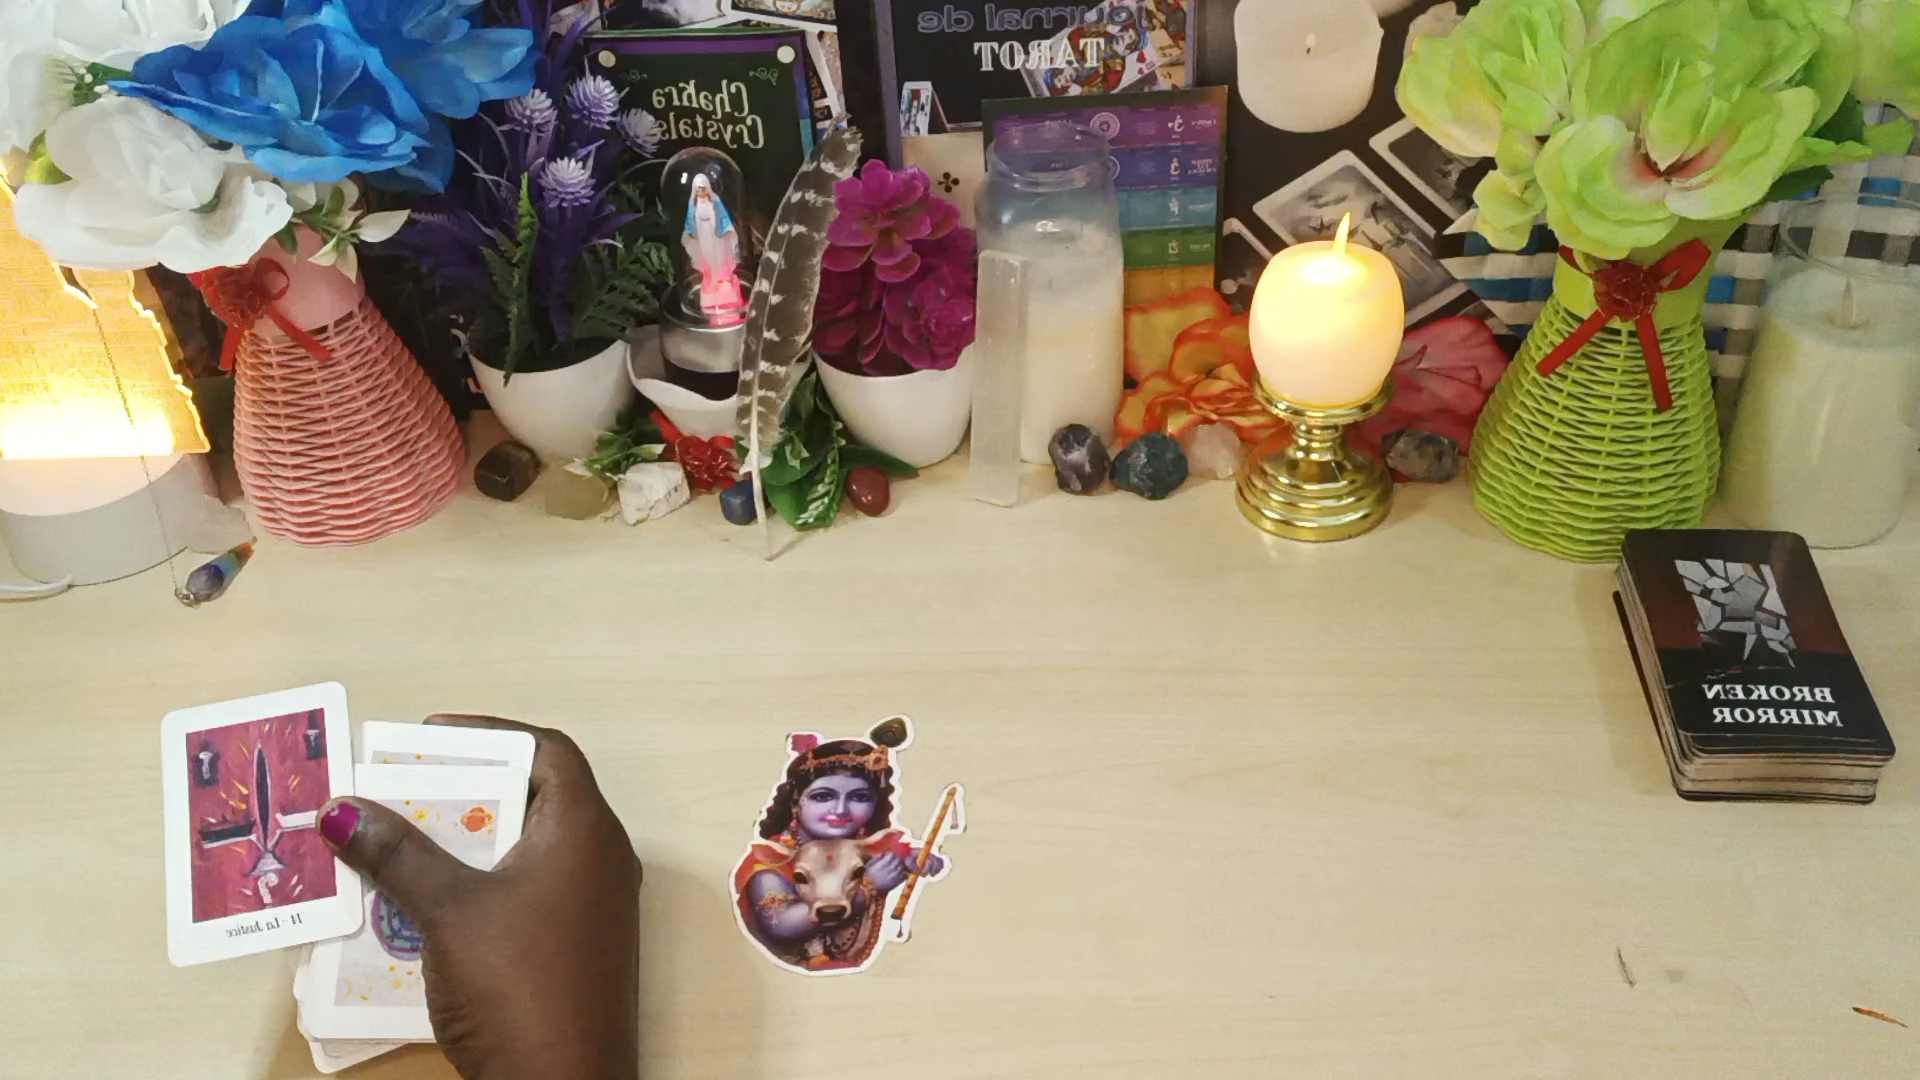 journal de
TAROT
Chakra
Crystals
BROKEN
MIRROR
11 - La Justice